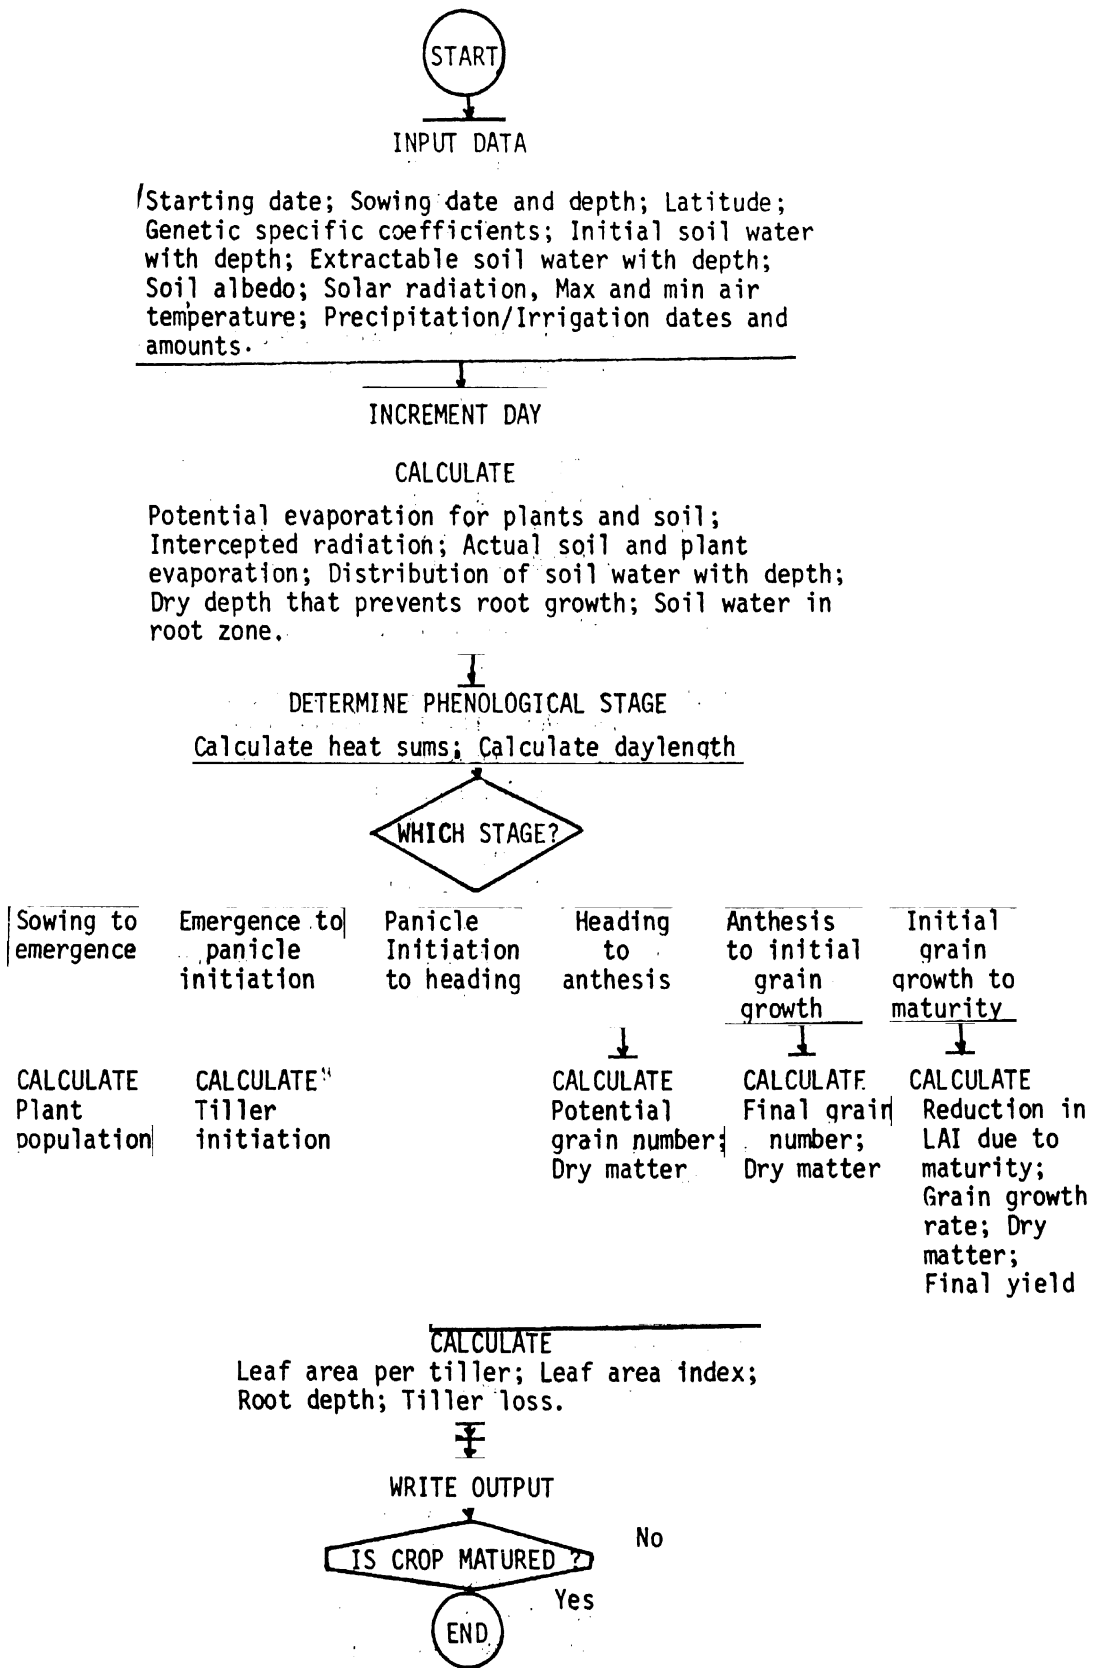 START
INPUT DATA
Starting date; Sowing date and depth; Latitude;
Genetic specific coefficients; Initial soil water
with depth; Extractable soil water with depth;
Soil albedo; Solar radiation, Max and min air
temperature; Precipitation/Irrigation dates and
amounts.
INCREMENT DAY
CALCULATE
Potential evaporation for plants and soil;
Intercepted radiation; Actual soil and plant
evaporation; Distribution of soil water with depth;
Dry depth that prevents root growth; Soil water in
root zone.
DETERMINE PHENOLOGICAL STAGE
Calculate heat sums; Calculate daylength
WHICH STAGE?
Sowing to
emergence
Emergence to
panicle
initiation
Panicle
Initiation
to heading
Heading
to
anthesis
Anthesis
to initial
grain
growth
Initial
grain
growth to
maturity
CALCULATE
Plant
population
CALCULATE
Tiller
initiation
CALCULATE
Potential
grain number;
Dry matter
CALCULATE
Final grain
number;
Dry matter
CALCULATE
Reduction in
LAI due to
maturity;
Grain growth
rate; Dry
matter;
Final yield
CALCULATE
Leaf area per tiller; Leaf area index;
Root depth; Tiller loss.
WRITE OUTPUT
No
IS CROP MATURED ?
Yes
END